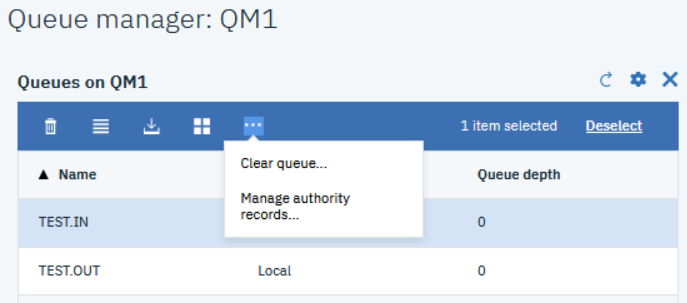 Queue manager: QM1
Queues on QM1
1 item selected Deselect
Clear queue...
▲ Name Queue depth
Manage authority
records...
TEST.IN 0
TEST.OUT Local 0